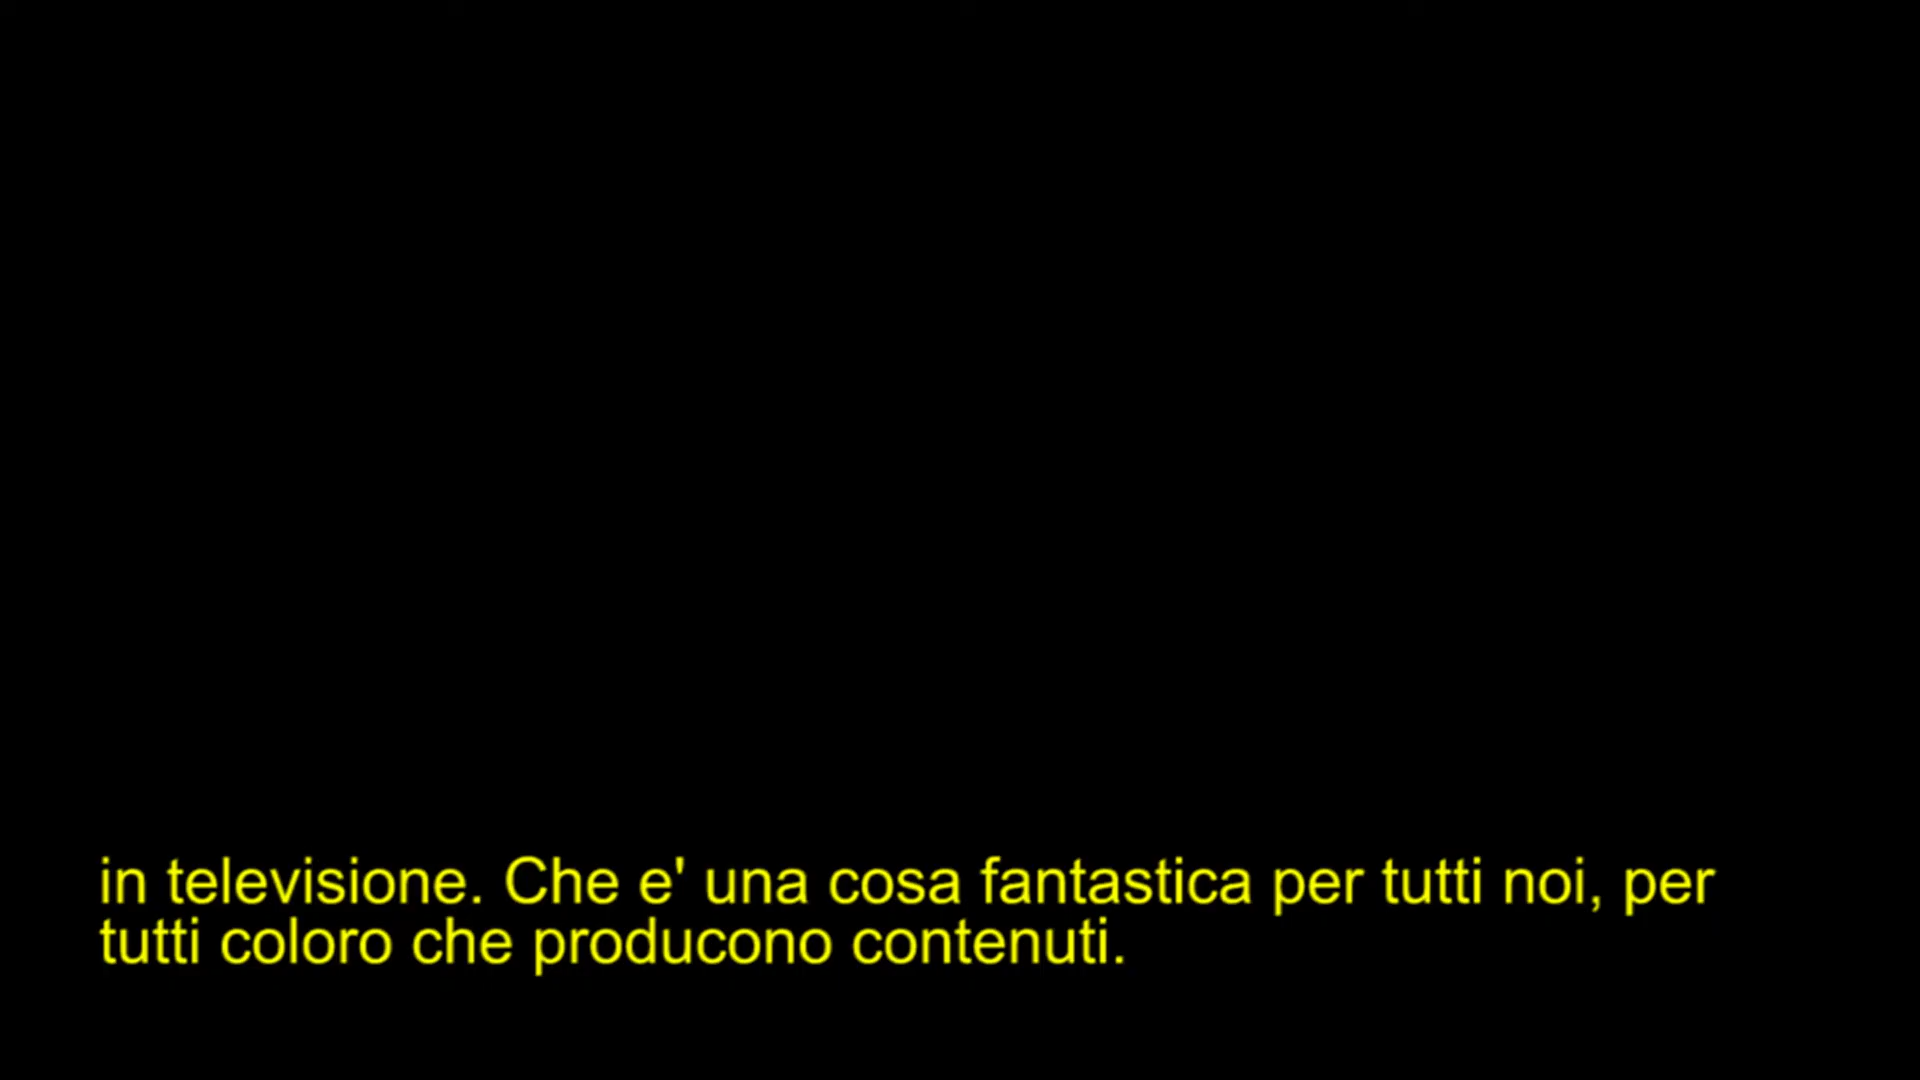 in televisione. Che e' una cosa fantastica per tutti noi, per
tutti coloro che producono contenuti.